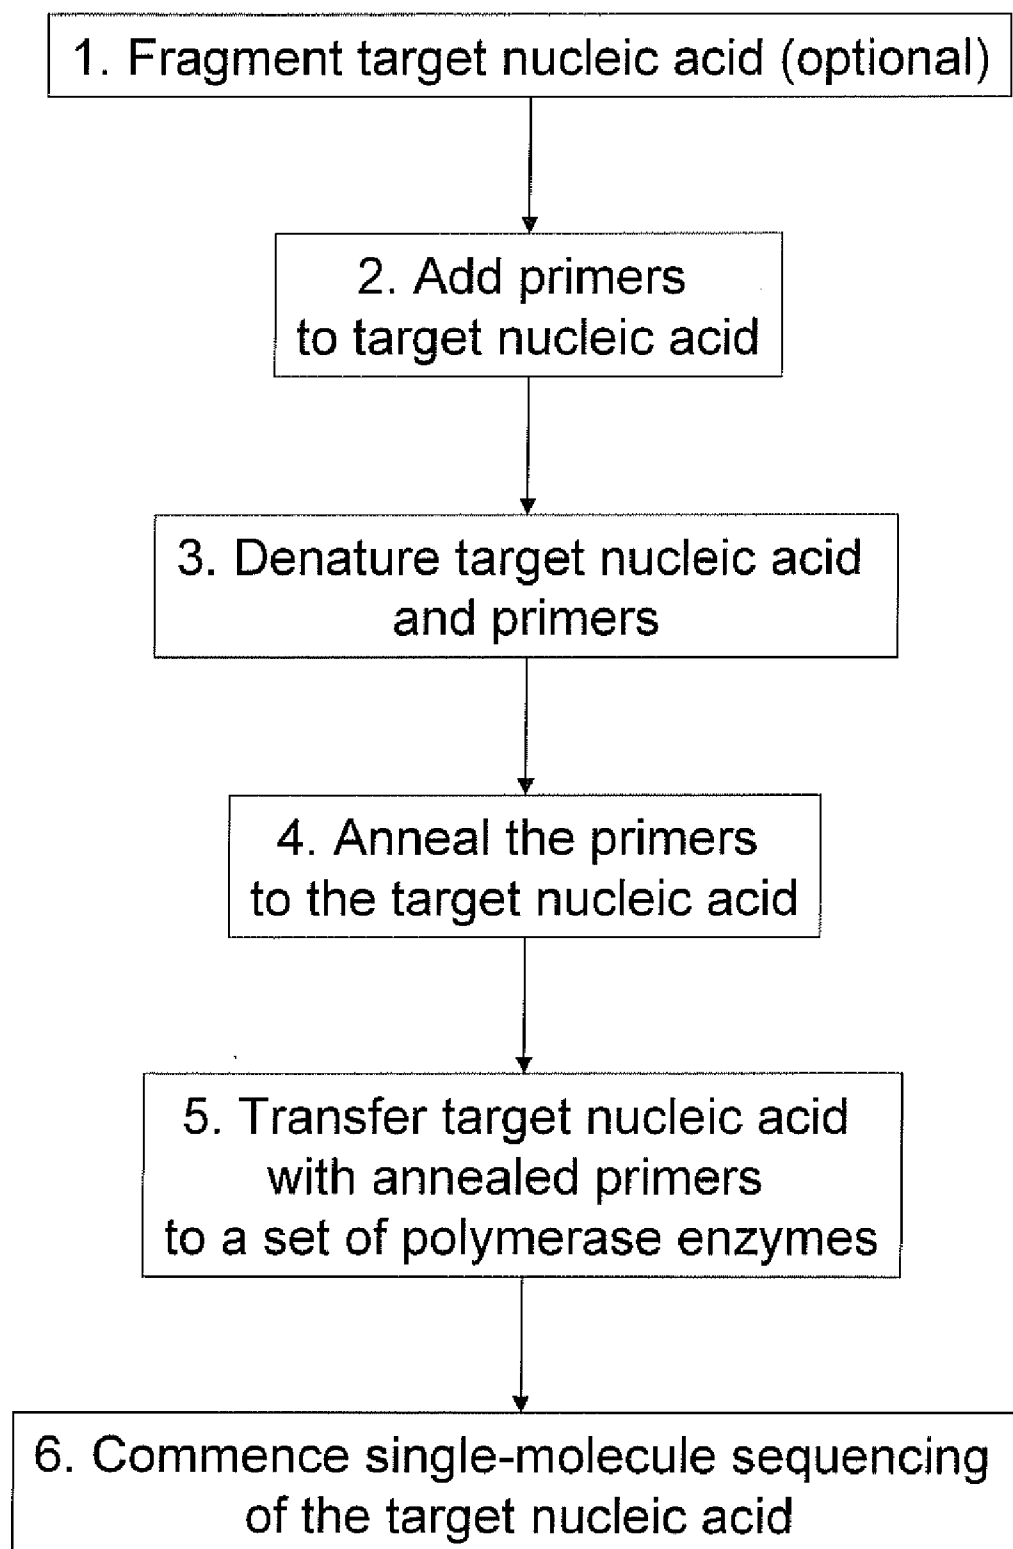 1. Fragment target nucleic acid (optional)
2. Add primers
to target nucleic acid
3. Denature target nucleic acid
and primers
4. Anneal the primers
to the target nucleic acid
5. Transfer target nucleic acid
with annealed primers
to a set of polymerase enzymes
6. Commence single-molecule sequencing
of the target nucleic acid